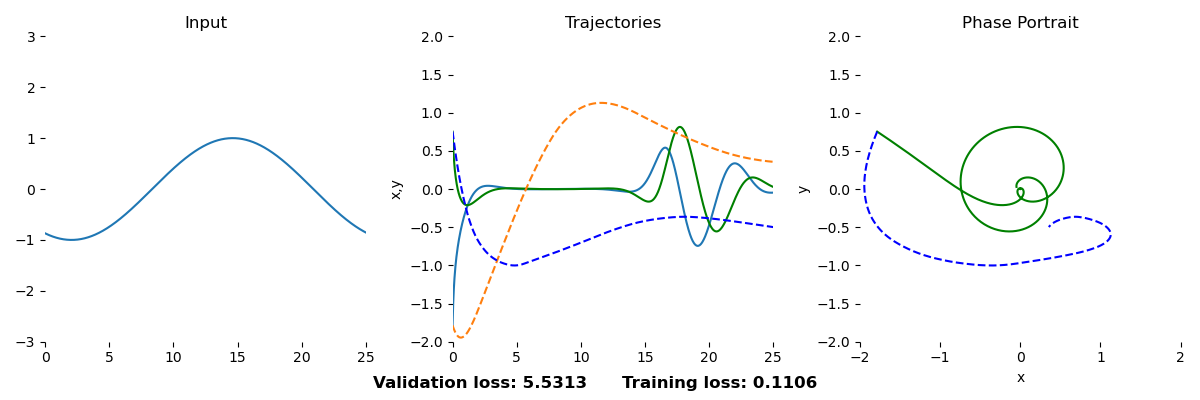 Input
3
2
1
0
−1
−2
−3
0 5 10 15 20 25
Trajectories
x,y
2.0
1.5
1.0
0.5
0.0
−0.5
−1.0
−1.5
−2.0
0 5 10 15 20 25
Phase Portrait
y
2.0
1.5
1.0
0.5
0.0
−0.5
−1.0
−1.5
−2.0
−2 −1 0 1 2
x
Validation loss: 5.5313 Training loss: 0.1106